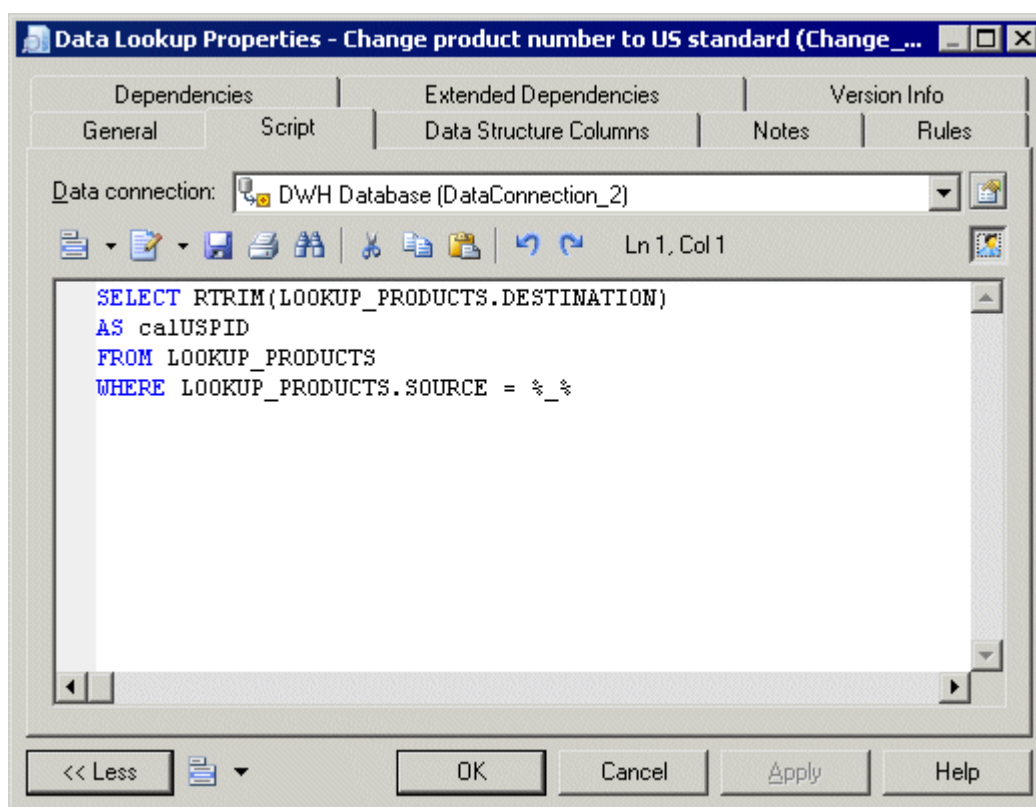 Data Lookup Properties - Change product number to US standard (Change_...
Dependencies Extended Dependencies Version Info
General Script Data Structure Columns Notes Rules
Data connection: DWH Database (DataConnection_2)
Ln 1, Col 1
SELECT RTRIM(LOOKUP_PRODUCTS.DESTINATION)
AS calUSPID
FROM LOOKUP_PRODUCTS
WHERE LOOKUP_PRODUCTS.SOURCE = %_%
<< Less OK Cancel Apply Help